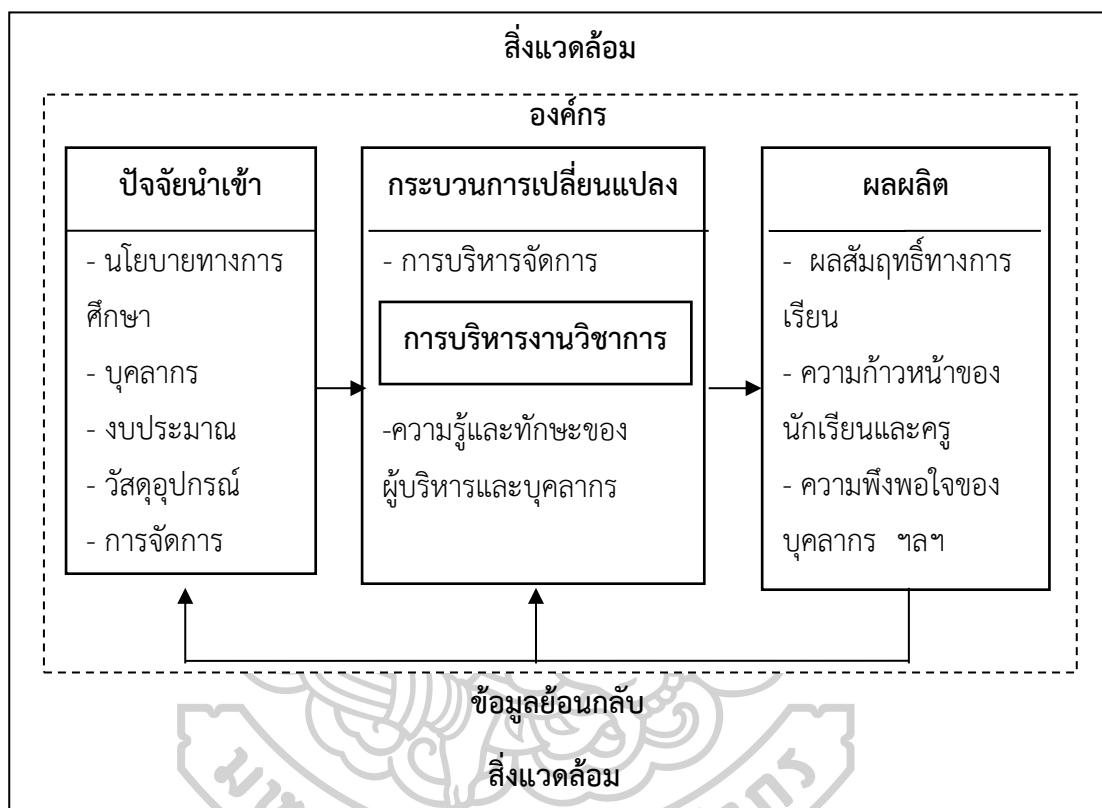 สิ่งแวดล้อม
องค์กร
ปัจจัยนำเข้า
- นโยบายทางการ
ศึกษา
- บุคลากร
- งบประมาณ
- วัสดุอุปกรณ์
- การจัดการ
กระบวนการเปลี่ยนแปลง
- การบริหารจัดการ
การบริหารงานวิชาการ
-ความรู้และทักษะของ
ผู้บริหารและบุคลากร
ผลผลิต
- ผลสัมฤทธิ์ทางการ
เรียน
- ความก้าวหน้าของ
นักเรียนและครู
- ความพึงพอใจของ
บุคลากร ฯลฯ
ข้อมูลย้อนกลับ
สิ่งแวดล้อม